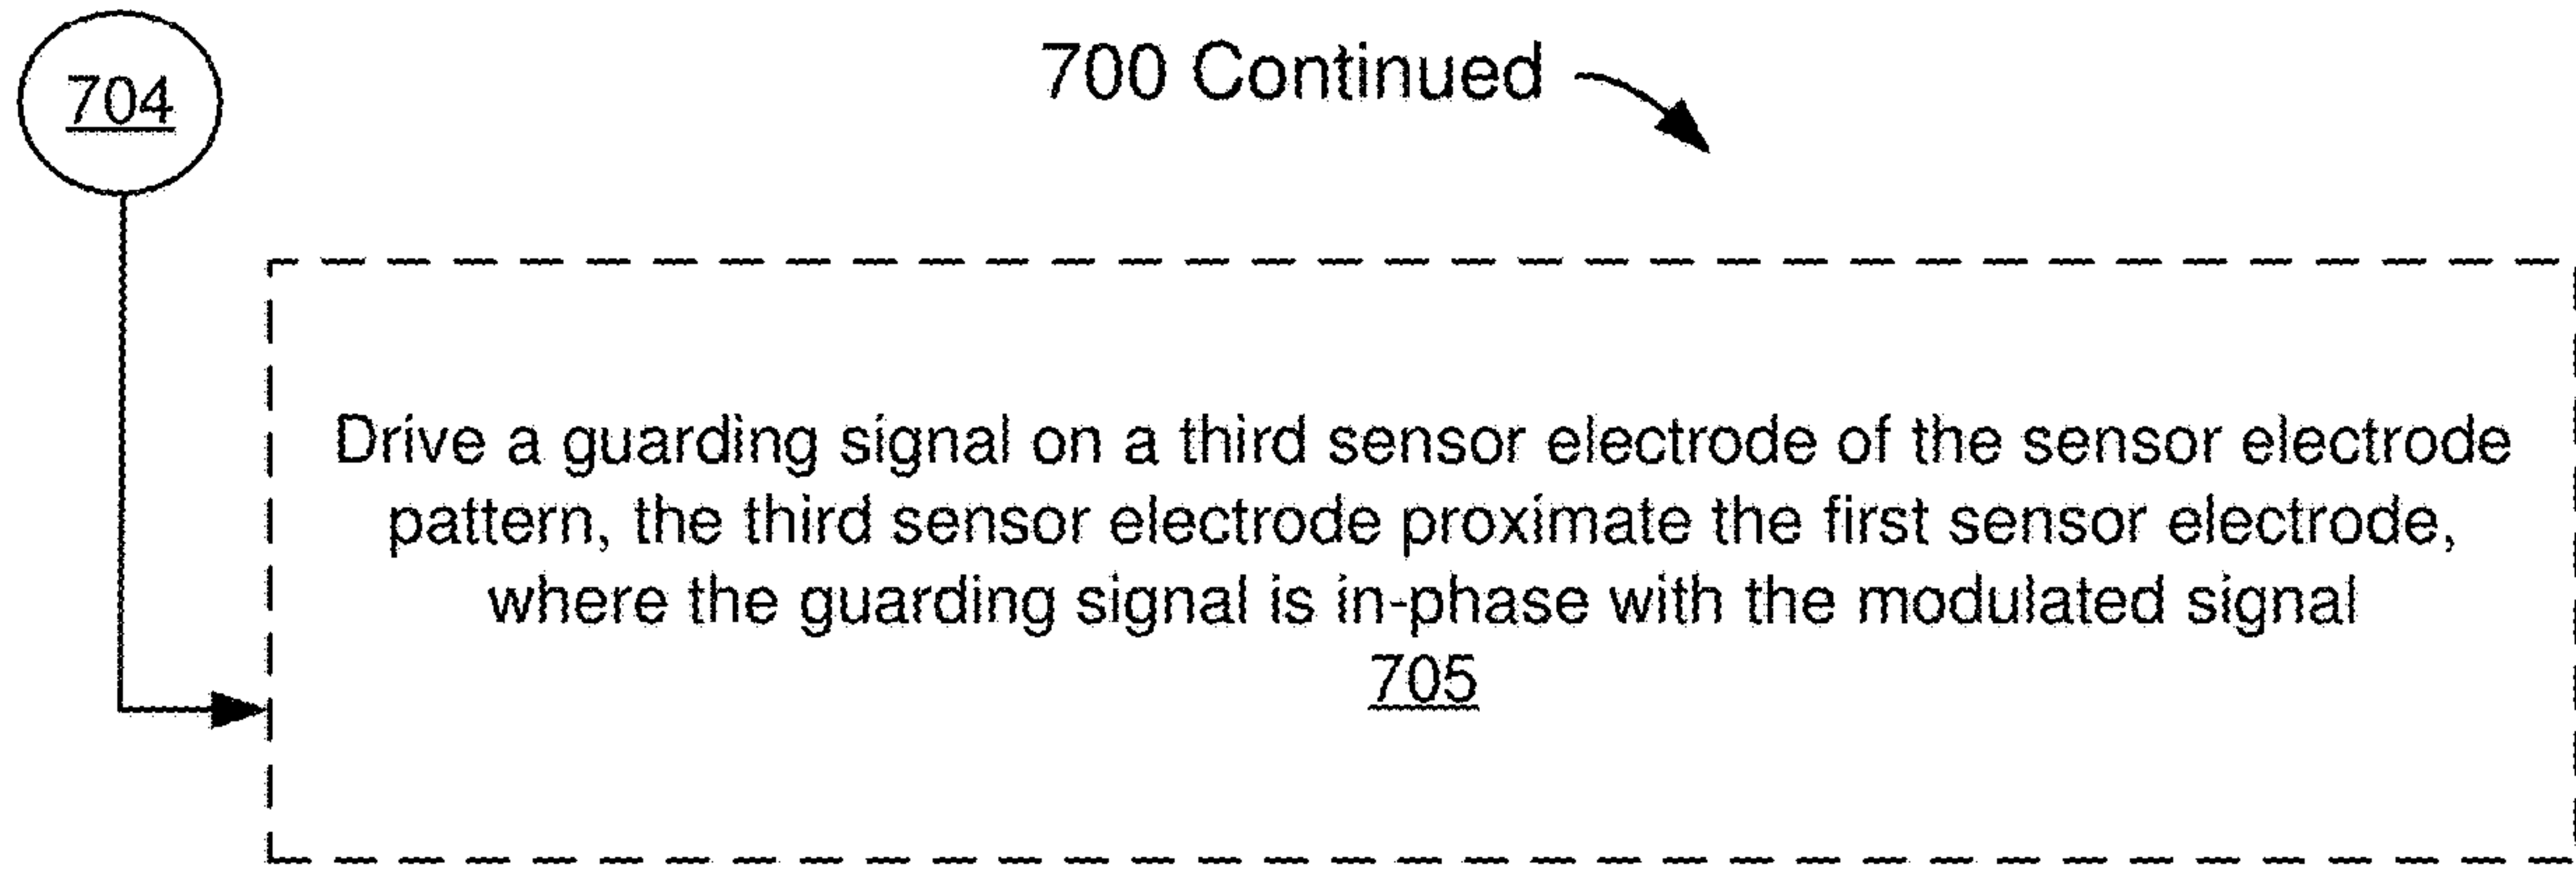 704
700 Continued
Drive a guarding signal on a third sensor electrode of the sensor electrode
pattern, the third sensor electrode proximate the first sensor electrode,
where the guarding signal is in-phase with the modulated signal
705